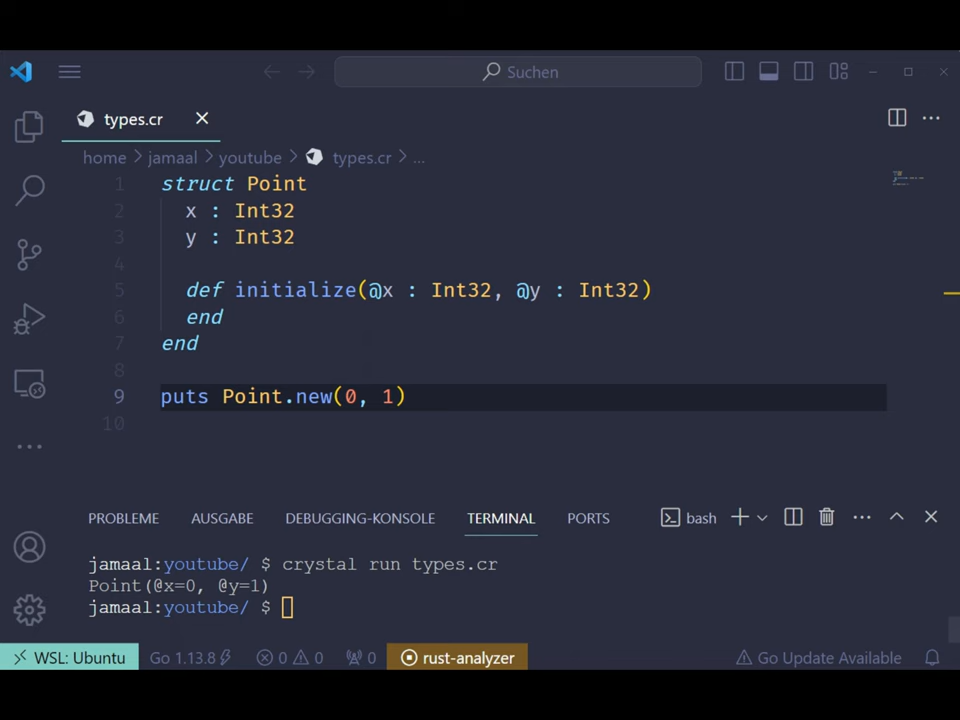 Suchen
types.cr
home > jamaal > youtube > types.cr > ...
1 struct Point
2 x : Int32
3 y : Int32
4
5 def initialize(@x : Int32, @y : Int32)
6 end
7 end
8
9 puts Point.new(0, 1)
10
PROBLEME AUSGABE DEBUGGING-KONSOLE TERMINAL PORTS bash
jamaal:youtube/ $ crystal run types.cr
Point(@x=0, @y=1)
jamaal:youtube/ $
WSL: Ubuntu Go 1.13.8 0 0 0 rust-analyzer Go Update Available